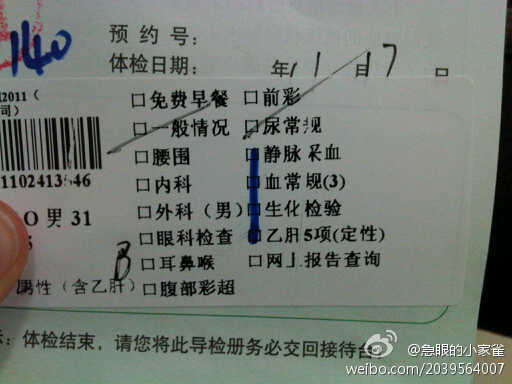 140
预约号:
体检日期: 年 1 月 17 日
2011(
司)
1102413646
O 男 31
B
男性(含乙肝)
□免费早餐 □前彩
□一般情况 □尿常规
□腰围 □静脉采血
□内科 □血常规(3)
□外科(男) □生化检验
□眼科检查 □乙肝5项(定性)
□耳鼻喉 □网上报告查询
□腹部彩超
示: 体检结束, 请您将此导检册务必交回接待台
@急眼的小家雀
weibo.com/2039564007